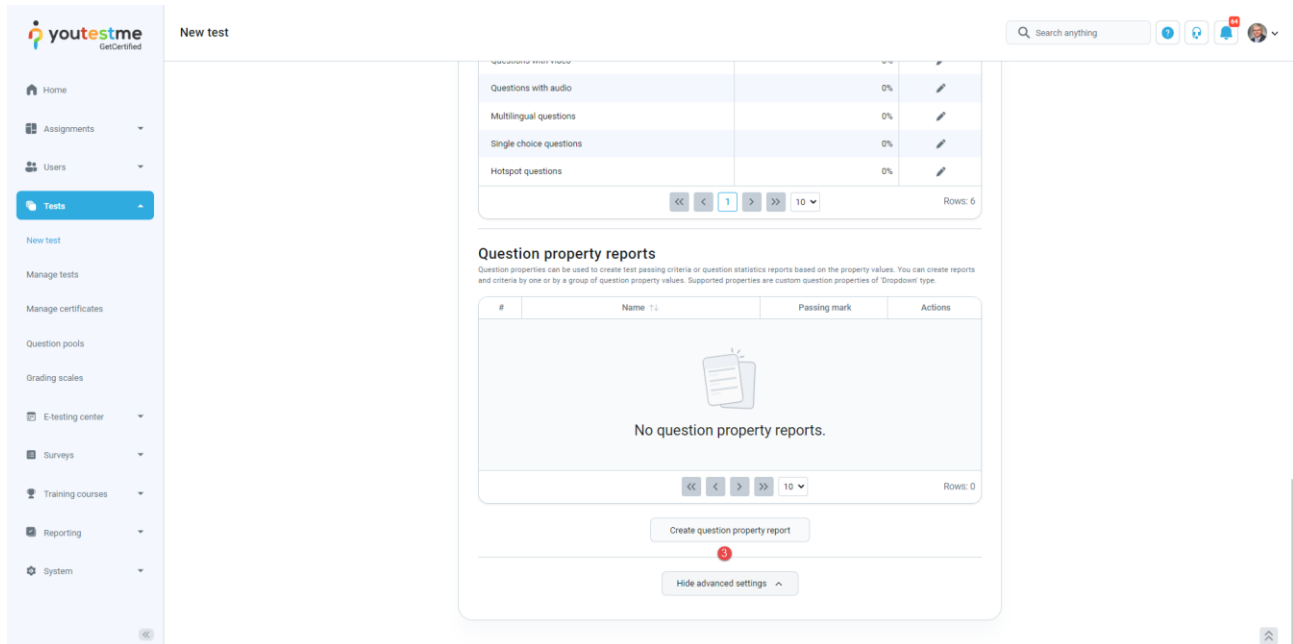 youtestme
GetCertified
New test
Search anything
64
Home
Assignments
Users
Tests
New test
Manage tests
Manage certificates
Question pools
Grading scales
E-testing center
Surveys
Training courses
Reporting
System
Questions with video 0%
Questions with audio 0%
Multilingual questions 0%
Single choice questions 0%
Hotspot questions 0%
1 10 Rows: 6
Question property reports
Question properties can be used to create test passing criteria or question statistics reports based on the property values. You can create reports
and criteria by one or by a group of question property values. Supported properties are custom question properties of 'Dropdown' type.
# Name Passing mark Actions
No question property reports.
10 Rows: 0
Create question property report
3
Hide advanced settings